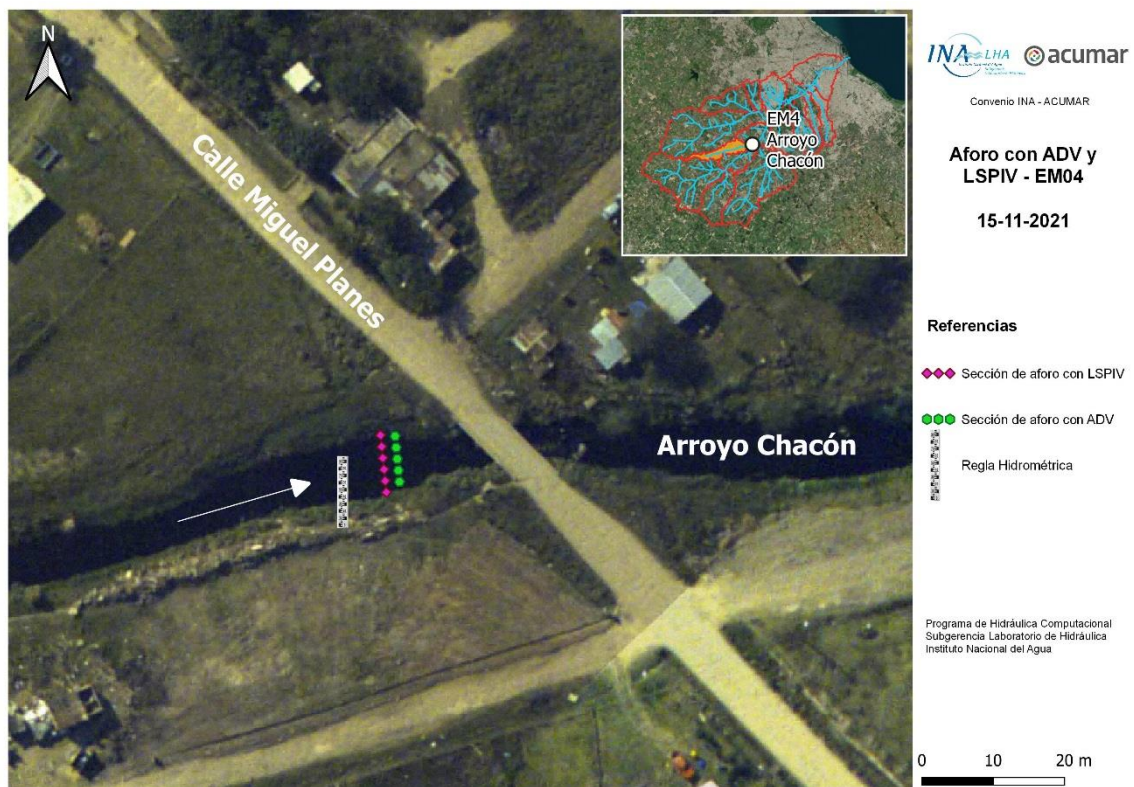 N
Calle Miguel Planes
Arroyo Chacón
EM4
Arroyo
Chacón
INA LHA
acumar
Convenio INA - ACUMAR
Aforo con ADV y
LSPIV - EM04
15-11-2021
Referencias
Sección de aforo con LSPIV
Sección de aforo con ADV
Regla Hidrométrica
Programa de Hidráulica Computacional
Subgerencia Laboratorio de Hidráulica
Instituto Nacional del Agua
0 10 20 m